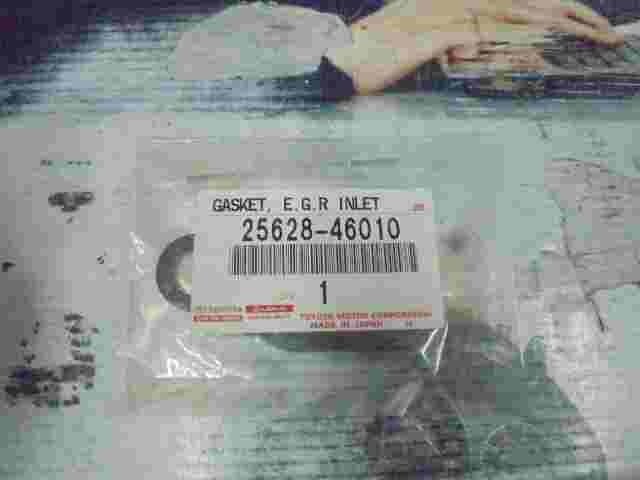 GASKET, E.G.R INLET
25628-46010
1
TOYOTA MOTOR CORPORATION
MADE IN JAPAN